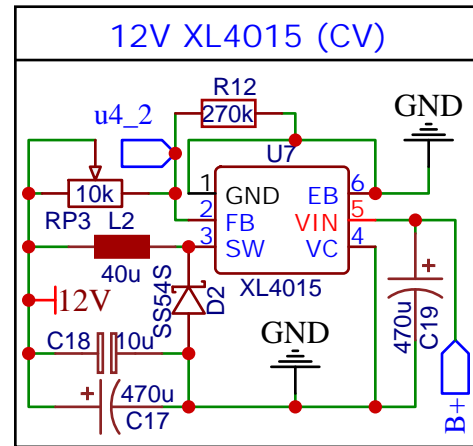 12V XL4015 (CV)
R12
270k
u4_2
GND
U7
1
GND
EB
6
2
FB
VIN
5
3
SW
VC
4
XL4015
10k
RP3
L2
40u
SS54S
D2
12V
C18
10u
470u
C17
GND
470u
C19
B+